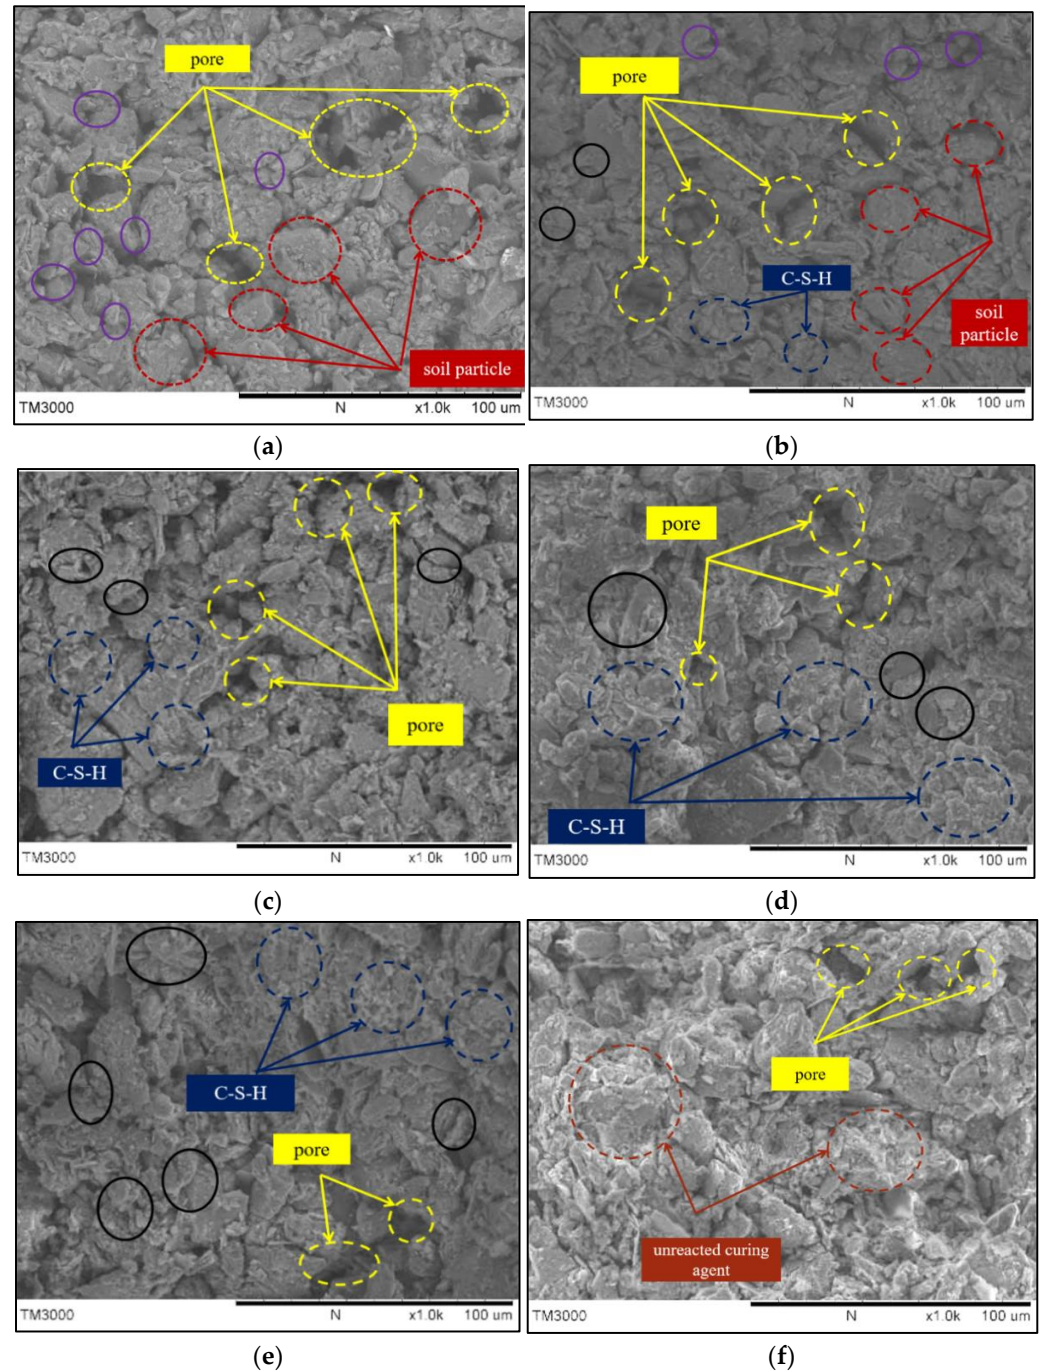 pore
soil particle
TM3000 N x1.0k 100 um
(a)
pore
C-S-H
soil
particle
TM3000 N x1.0k 100 um
(b)
C-S-H
pore
TM3000 N x1.0k 100 um
(c)
pore
C-S-H
TM3000 N x1.0k 100 um
(d)
C-S-H
pore
TM3000 N x1.0k 100 um
(e)
pore
unreacted curing
agent
TM3000 N x1.0k 100 um
(f)